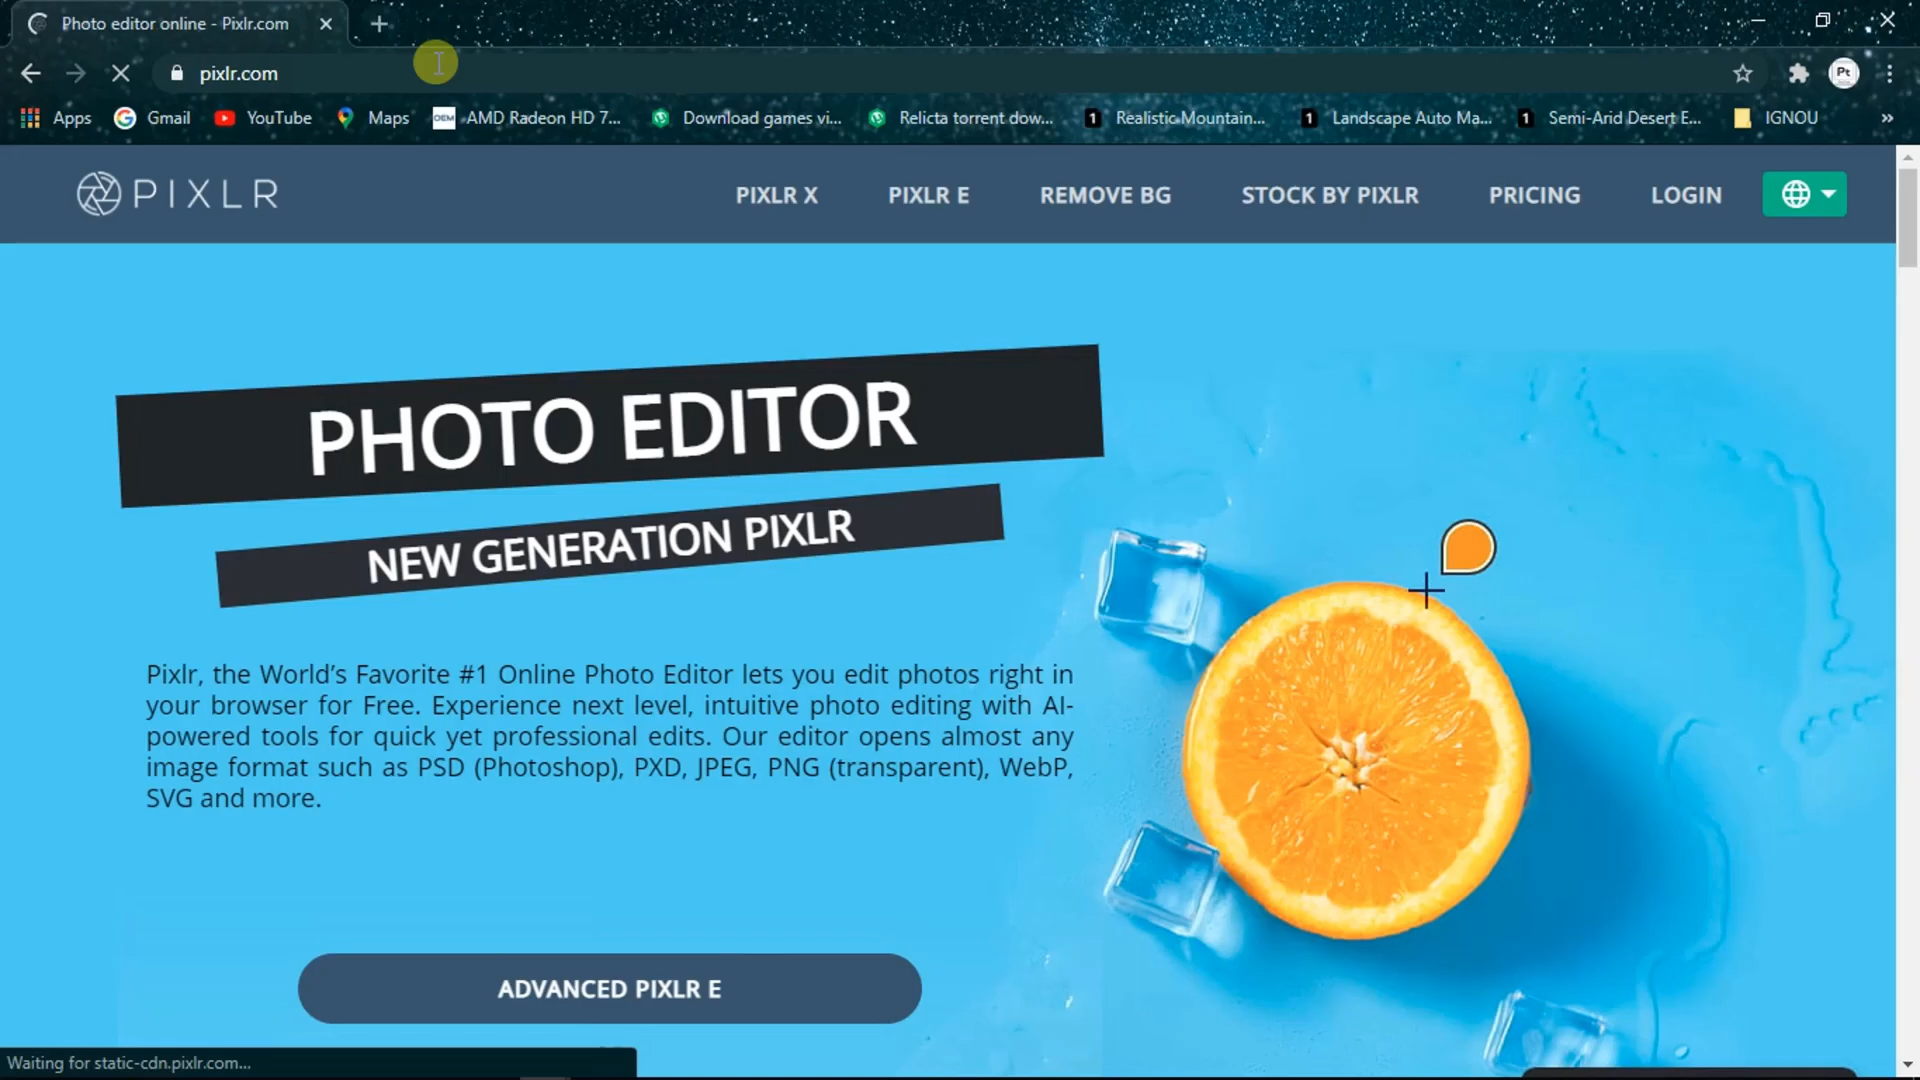 Photo editor online - Pixlr.com
pixlr.com
Pt
Apps
Gmail
YouTube
Maps
OEM
AMD Radeon HD 7...
Download games vi...
Relicta torrent dow...
1
Realistic Mountain...
1
Landscape Auto Ma...
1
Semi-Arid Desert E...
IGNOU
»
PIXLR
PIXLR X
PIXLR E
REMOVE BG
STOCK BY PIXLR
PRICING
LOGIN
PHOTO EDITOR
NEW GENERATION PIXLR
Pixlr, the World's Favorite #1 Online Photo Editor lets you edit photos right in
your browser for Free. Experience next level, intuitive photo editing with AI-
powered tools for quick yet professional edits. Our editor opens almost any
image format such as PSD (Photoshop), PXD, JPEG, PNG (transparent), WebP,
SVG and more.
ADVANCED PIXLR E
Waiting for static-cdn.pixlr.com...